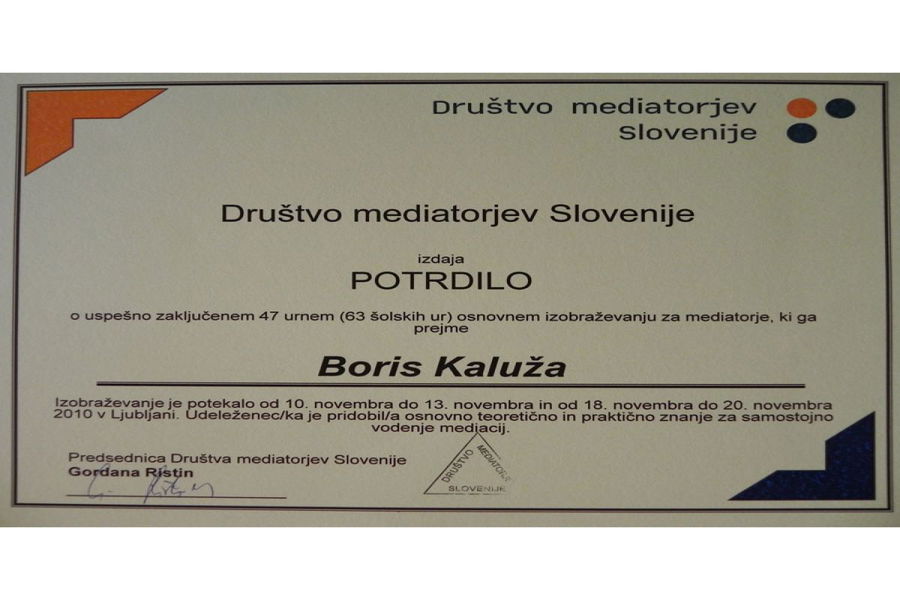 Društvo mediatorjev
Slovenije
Društvo mediatorjev Slovenije
izdaja
POTRDILO
o uspešno zaključenem 47 urnem (63 šolskih ur) osnovnem izobraževanju za mediatorje, ki ga
prejme
Boris Kaluža
Izobraževanje je potekalo od 10. novembra do 13. novembra in od 18. novembra do 20. novembra
2010 v Ljubljani. Udeleženec/ka je pridobil/a osnovno teoretično in praktično znanje za samostojno
vodenje mediacij.
Predsednica Društva mediatorjev Slovenije
Gordana Ristin
DRUŠTVO
SLOVENIJE